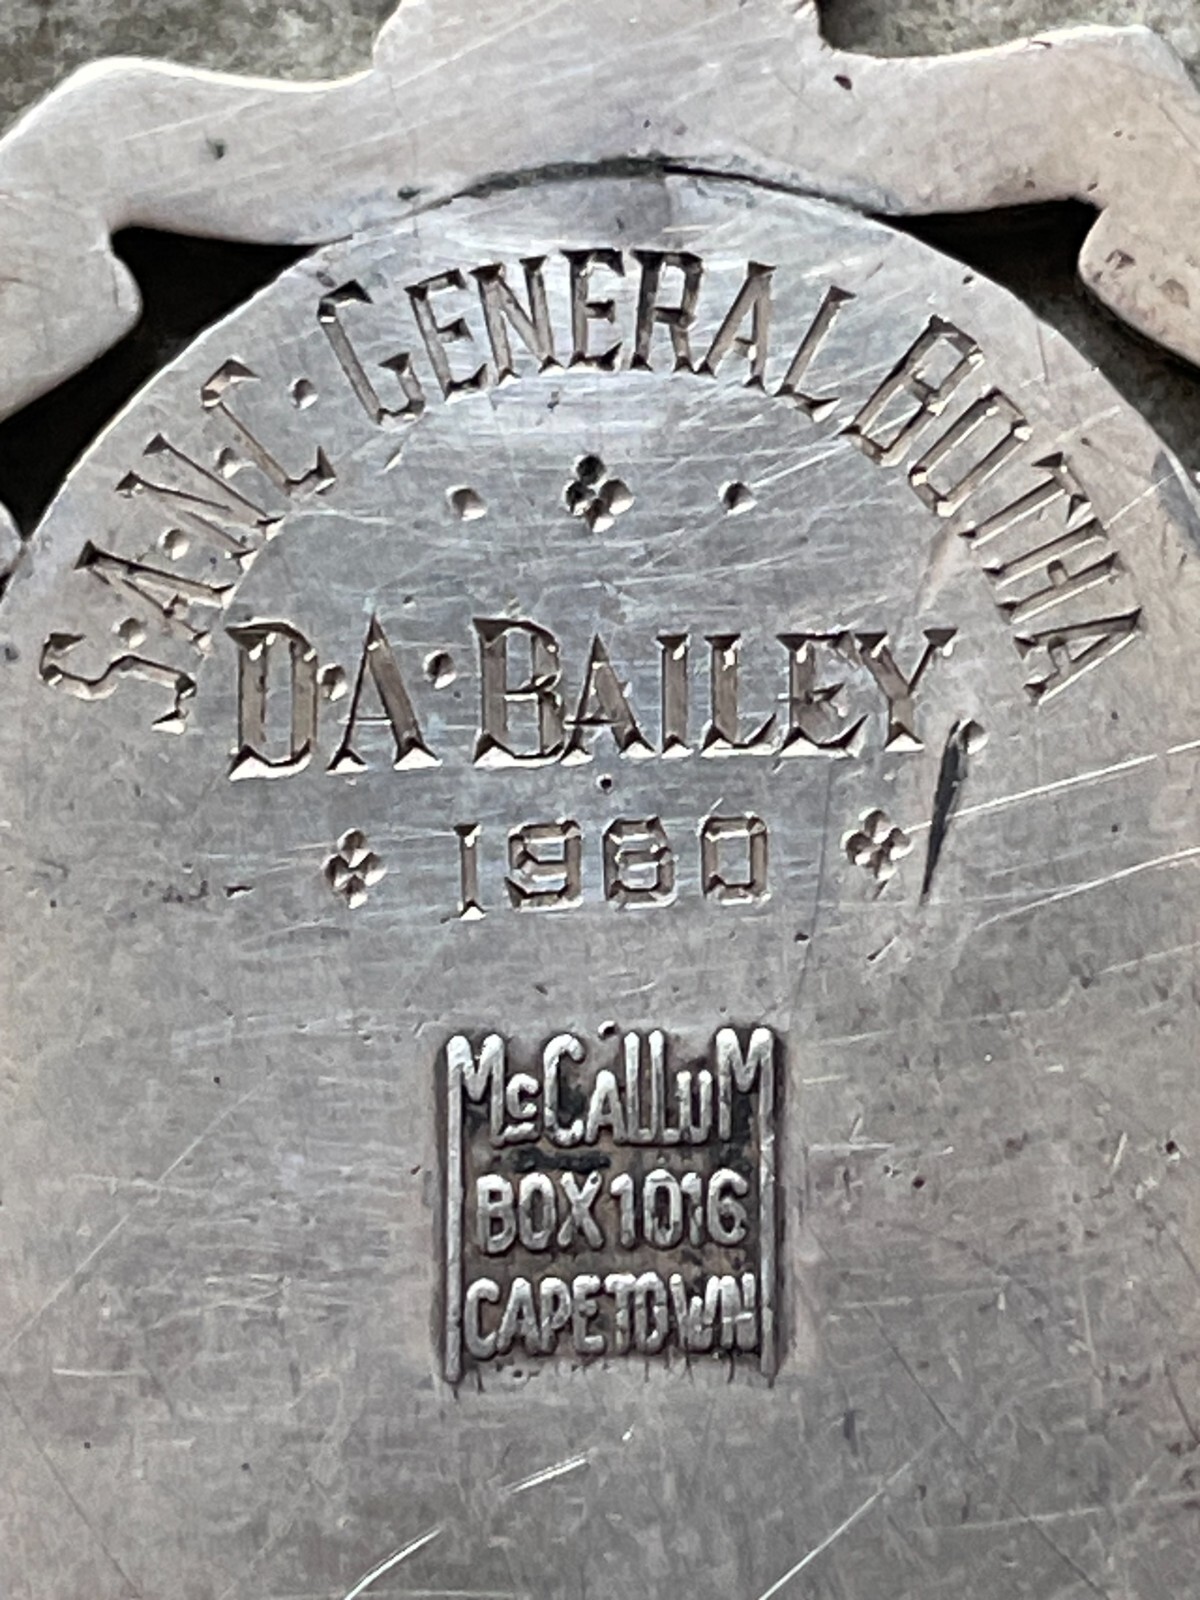 S·A·N·C· GENERAL BOTHA
D·A·BAILEY
1960
McCALLUM
BOX 1016
CAPETOWN